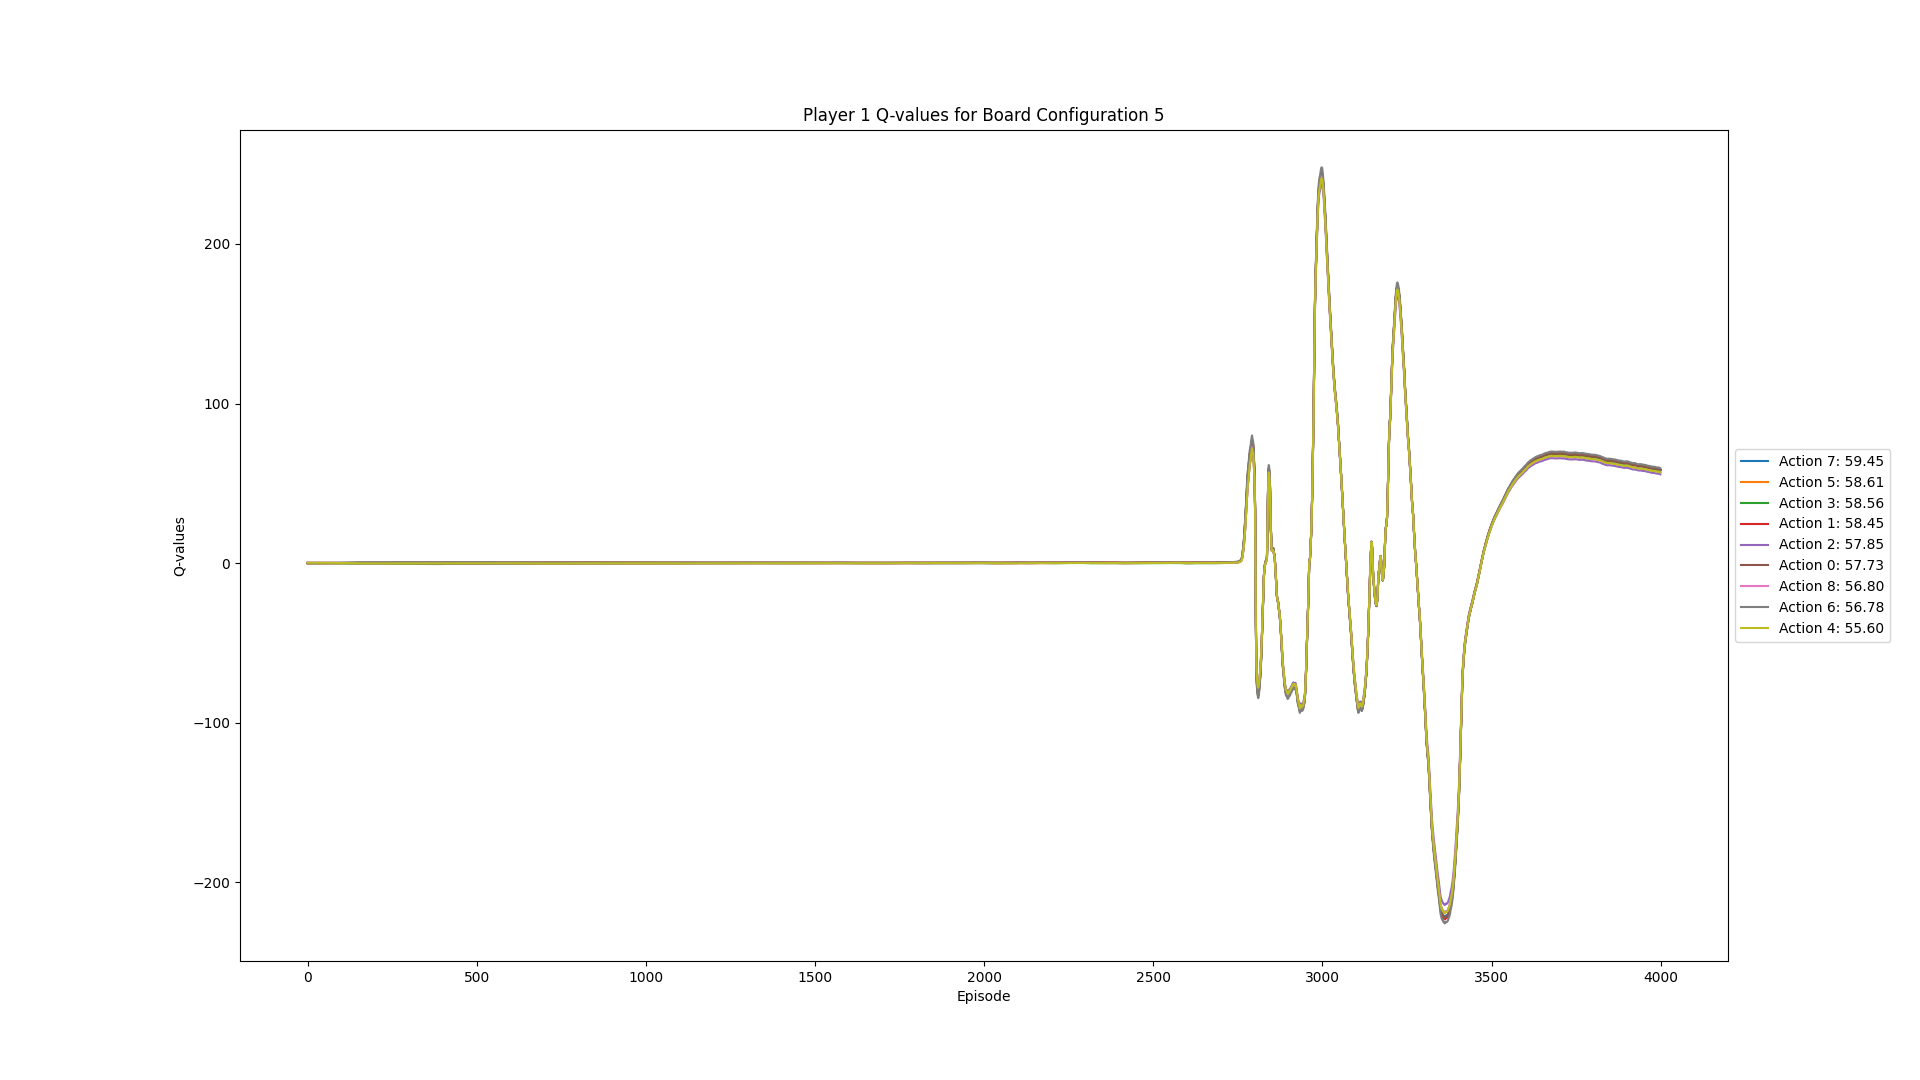 Player 1 Q-values for Board Configuration 5
Q-values
200
100
0
−100
−200
0
500
1000
1500
2000
2500
3000
3500
4000
Episode
Action 7: 59.45
Action 5: 58.61
Action 3: 58.56
Action 1: 58.45
Action 2: 57.85
Action 0: 57.73
Action 8: 56.80
Action 6: 56.78
Action 4: 55.60